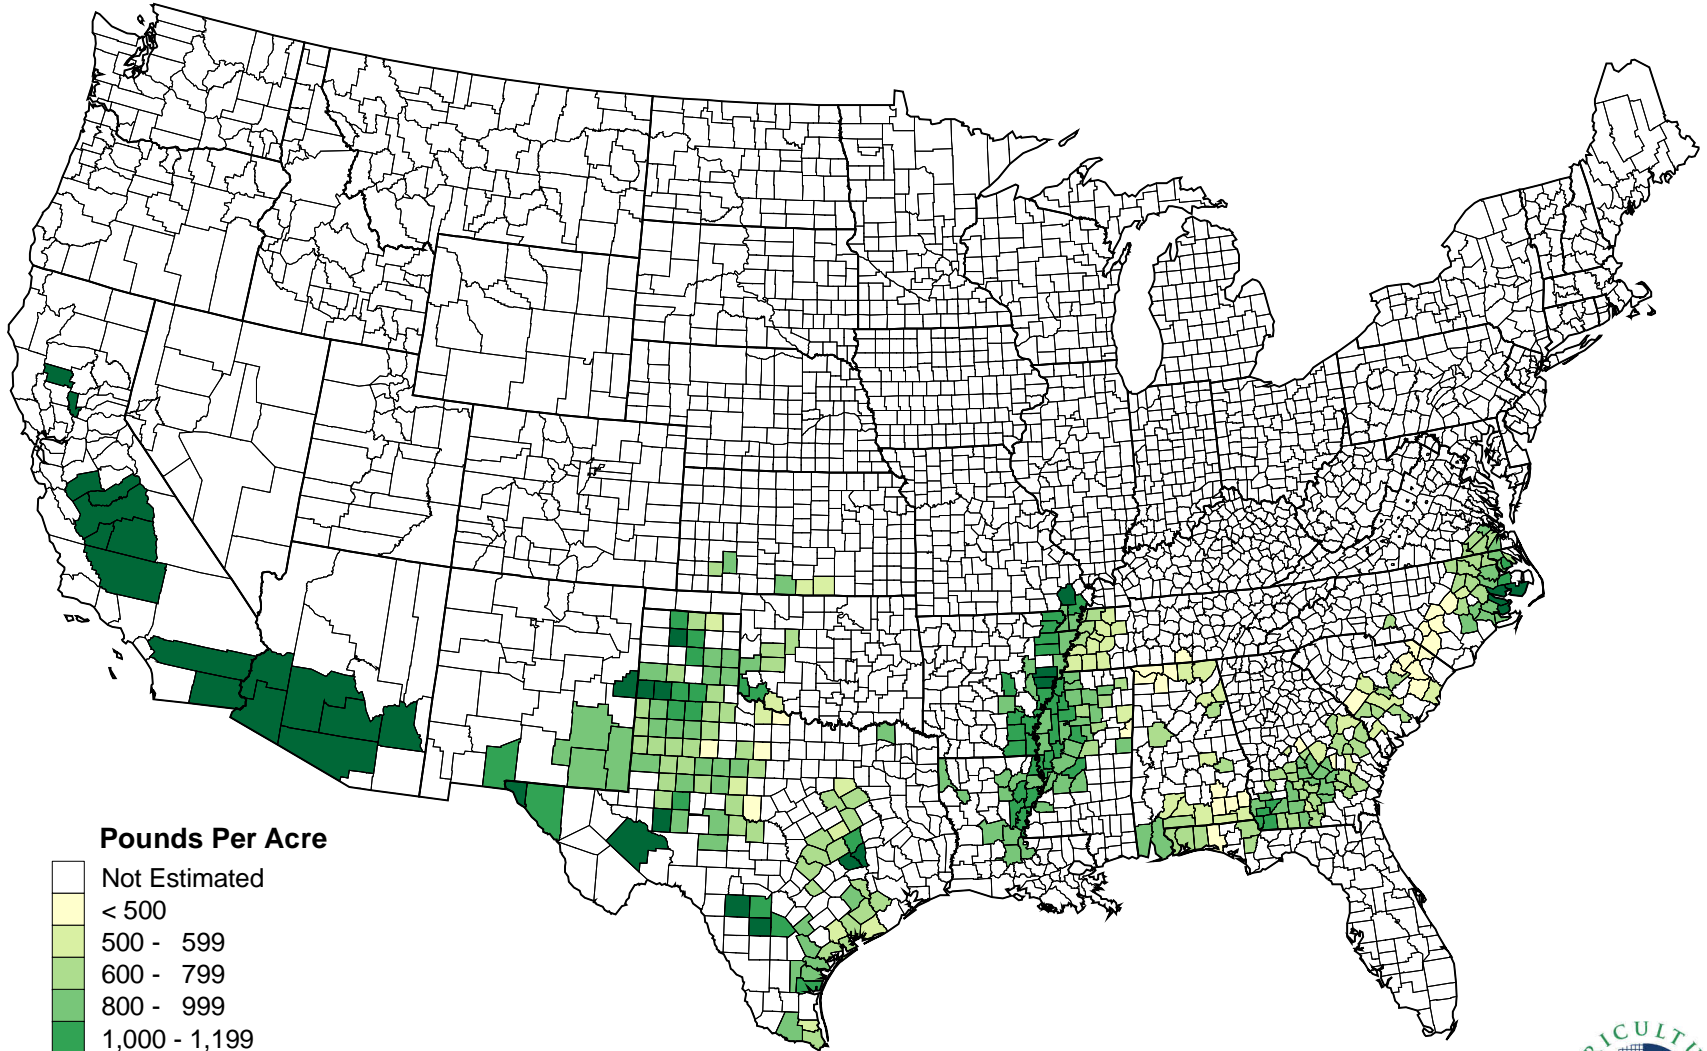 Pounds Per Acre
Not Estimated
< 500
500 - 599
600 - 799
800 - 999
1,000 - 1,199